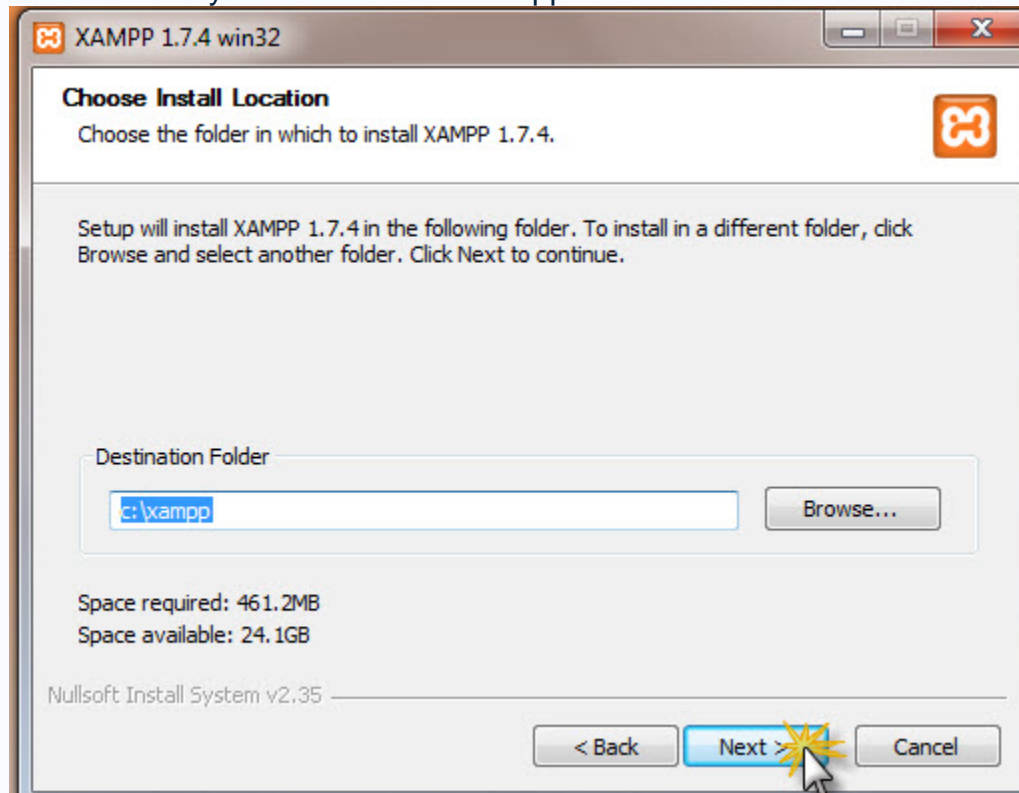 XAMPP 1.7.4 win32
Choose Install Location
Choose the folder in which to install XAMPP 1.7.4.
Setup will install XAMPP 1.7.4 in the following folder. To install in a different folder, click
Browse and select another folder. Click Next to continue.
Destination Folder
c:\xampp
Browse...
Space required: 461.2MB
Space available: 24.1GB
Nullsoft Install System v2.35
< Back
Next >
Cancel